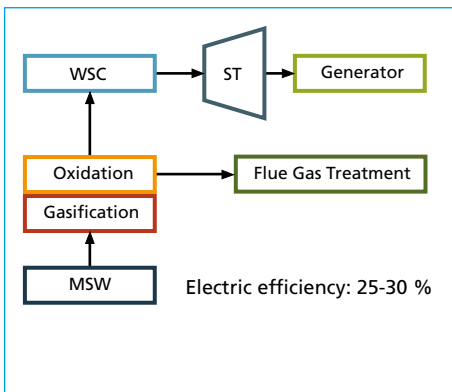 WSC
ST
Generator
Oxidation
Flue Gas Treatment
Gasification
MSW
Electric efficiency: 25-30 %